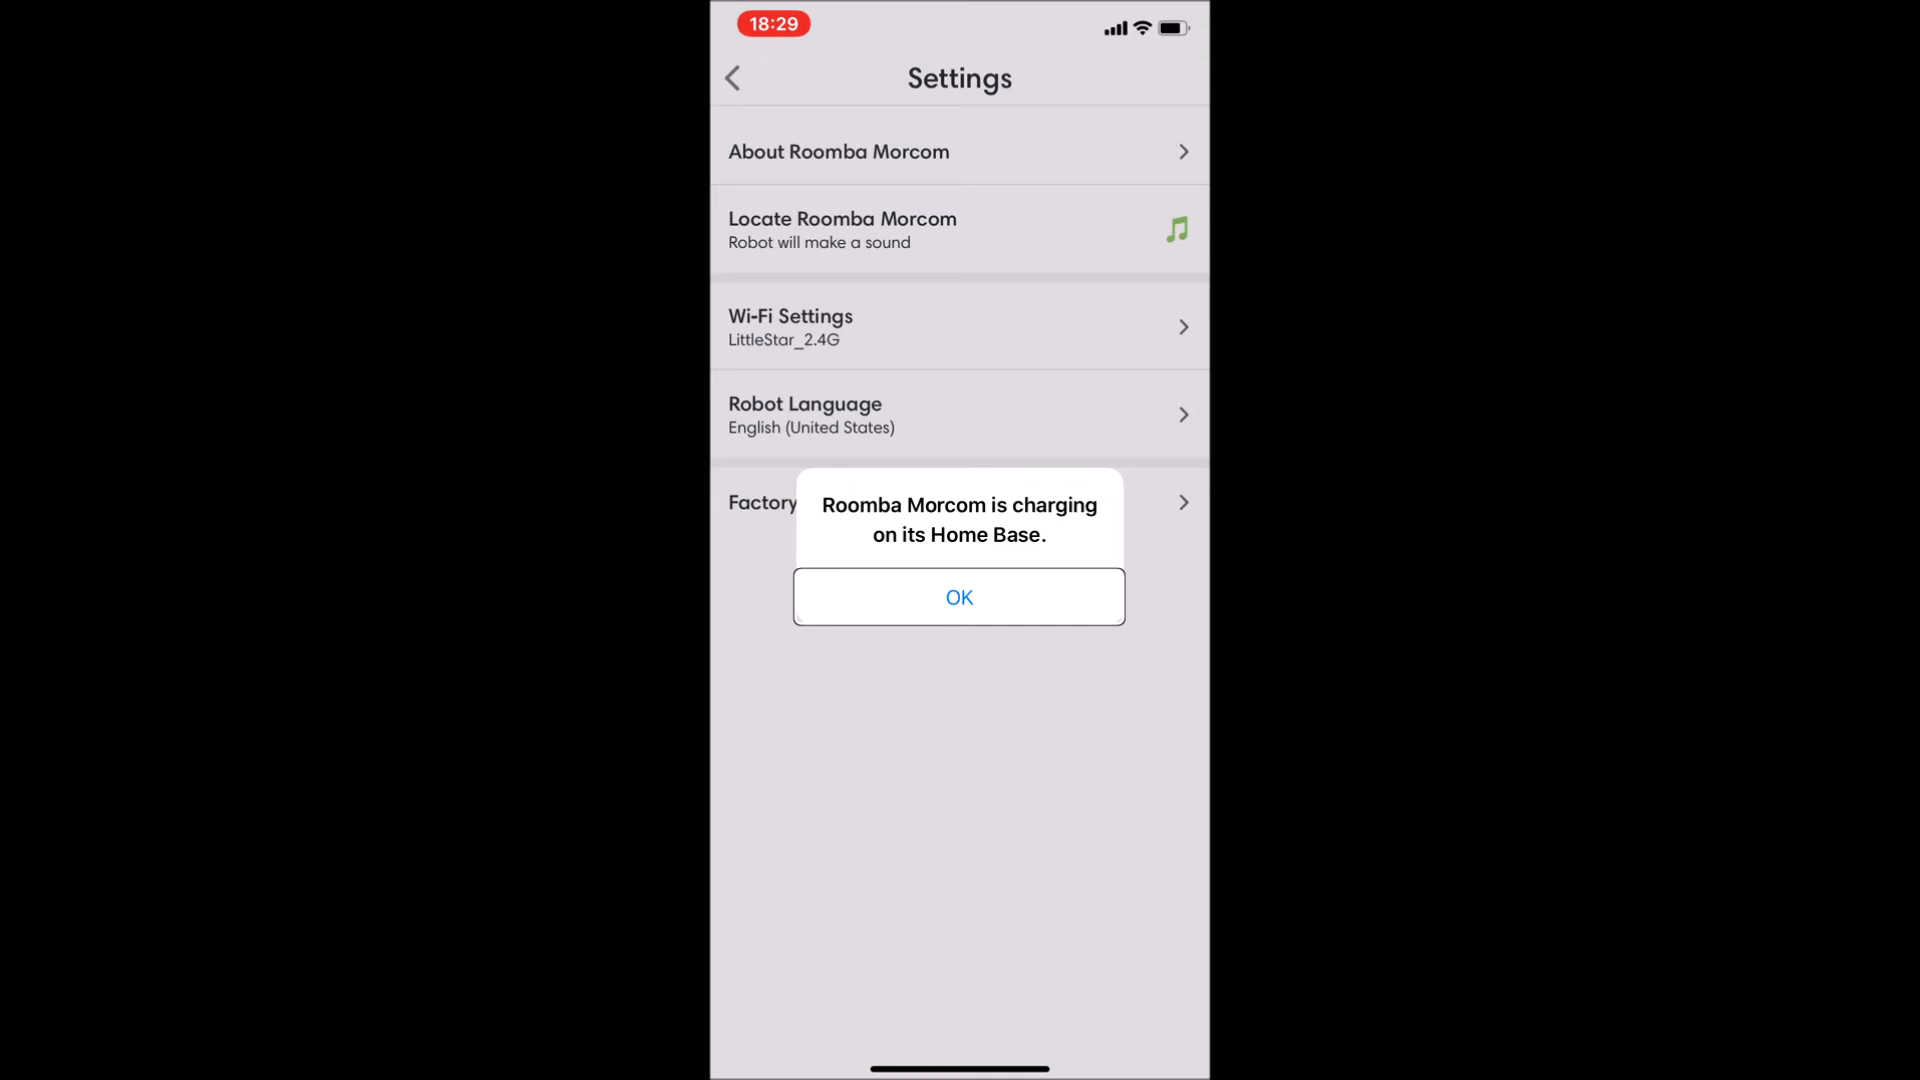 18:29
Settings
About Roomba Morcom
Locate Roomba Morcom
Robot will make a sound
Wi-Fi Settings
LittleStar_2.4G
Robot Language
English (United States)
Factory
Roomba Morcom is charging
on its Home Base.
OK